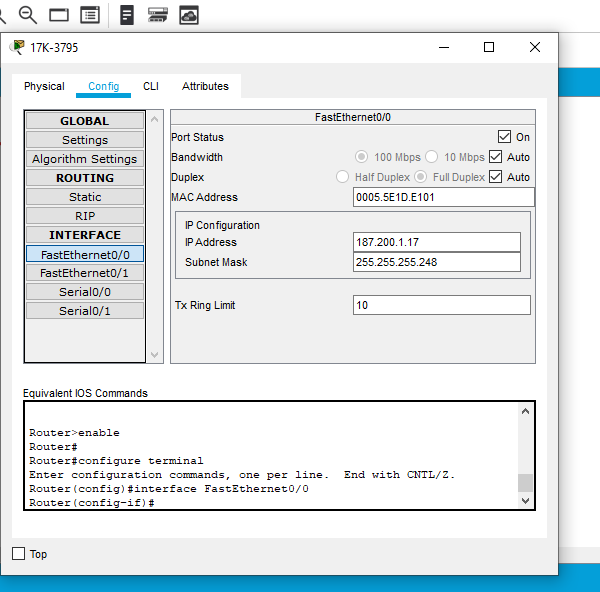 17K-3795
Physical Config CLI Attributes
GLOBAL
Settings
Algorithm Settings
ROUTING
Static
RIP
INTERFACE
FastEthernet0/0
FastEthernet0/1
Serial0/0
Serial0/1
FastEthernet0/0
Port Status On
Bandwidth 100 Mbps 10 Mbps Auto
Duplex Half Duplex Full Duplex Auto
MAC Address 0005.5E1D.E101
IP Configuration
IP Address 187.200.1.17
Subnet Mask 255.255.255.248
Tx Ring Limit 10
Equivalent IOS Commands
Router>enable
Router#
Router#configure terminal
Enter configuration commands, one per line.  End with CNTL/Z.
Router(config)#interface FastEthernet0/0
Router(config-if)#
Top